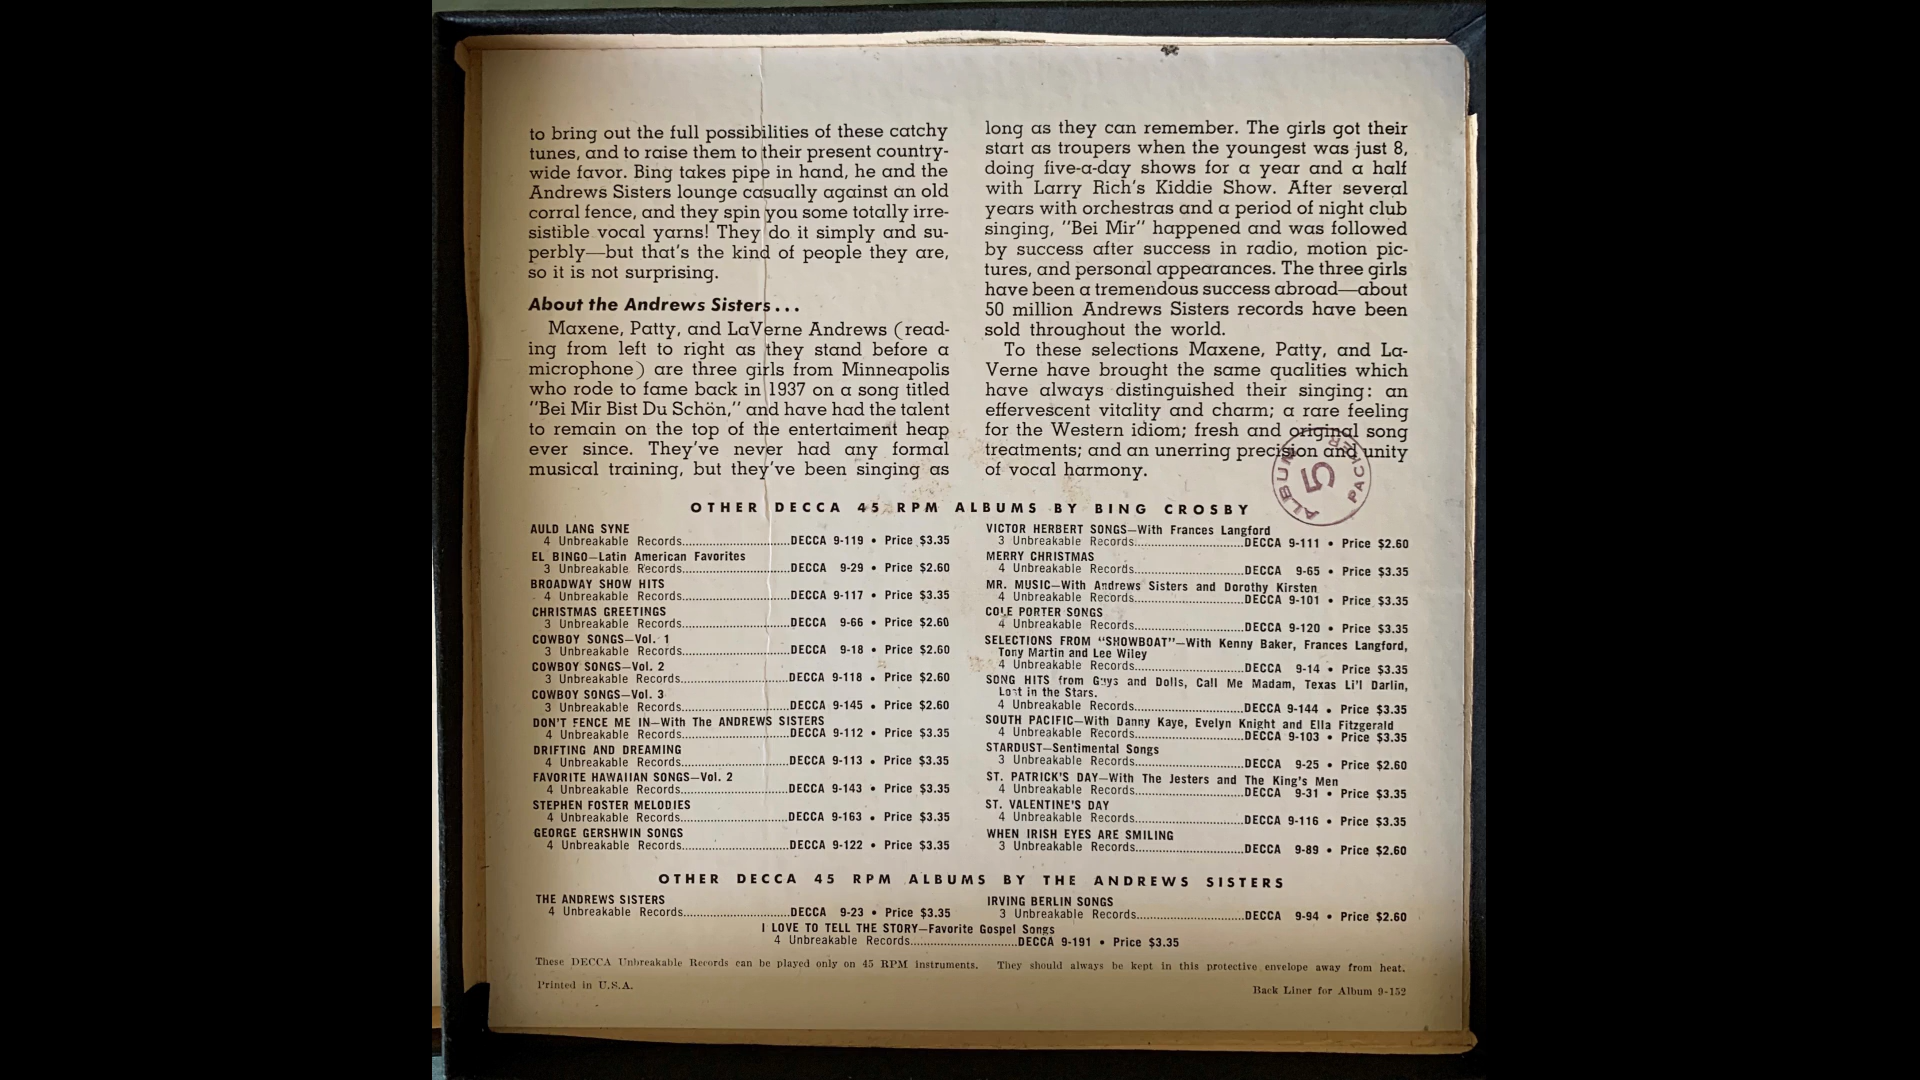 to bring out the full possibilities of these catchy
tunes, and to raise them to their present country-
wide favor. Bing takes pipe in hand, he and the
Andrews Sisters lounge casually against an old
corral fence, and they spin you some totally irre-
sistible vocal yarns! They do it simply and su-
perbly—but that's the kind of people they are,
so it is not surprising.
About the Andrews Sisters...
Maxene, Patty, and LaVerne Andrews (read-
ing from left to right as they stand before a
microphone) are three girls from Minneapolis
who rode to fame back in 1937 on a song titled
"Bei Mir Bist Du Schön," and have had the talent
to remain on the top of the entertaiment heap
ever since. They've never had any formal
musical training, but they've been singing as
long as they can remember. The girls got their
start as troupers when the youngest was just 8,
doing five-a-day shows for a year and a half
with Larry Rich's Kiddie Show. After several
years with orchestras and a period of night club
singing, "Bei Mir" happened and was followed
by success after success in radio, motion pic-
tures, and personal appearances. The three girls
have been a tremendous success abroad—about
50 million Andrews Sisters records have been
sold throughout the world.
To these selections Maxene, Patty, and La-
Verne have brought the same qualities which
have always distinguished their singing: an
effervescent vitality and charm; a rare feeling
for the Western idiom; fresh and original song
treatments; and an unerring precision and unity
of vocal harmony.
ALBUM PACKER
5
OTHER DECCA 45 RPM ALBUMS BY BING CROSBY
AULD LANG SYNE
4 Unbreakable Records..............................DECCA 9-119 • Price $3.35
EL BINGO—Latin American Favorites
3 Unbreakable Records..............................DECCA 9-29 • Price $2.60
BROADWAY SHOW HITS
4 Unbreakable Records..............................DECCA 9-117 • Price $3.35
CHRISTMAS GREETINGS
3 Unbreakable Records..............................DECCA 9-66 • Price $2.60
COWBOY SONGS—Vol. 1
3 Unbreakable Records..............................DECCA 9-18 • Price $2.60
COWBOY SONGS—Vol. 2
3 Unbreakable Records..............................DECCA 9-118 • Price $2.60
COWBOY SONGS—Vol. 3
3 Unbreakable Records..............................DECCA 9-145 • Price $2.60
DON'T FENCE ME IN—With The ANDREWS SISTERS
4 Unbreakable Records..............................DECCA 9-112 • Price $3.35
DRIFTING AND DREAMING
4 Unbreakable Records..............................DECCA 9-113 • Price $3.35
FAVORITE HAWAIIAN SONGS—Vol. 2
4 Unbreakable Records..............................DECCA 9-143 • Price $3.35
STEPHEN FOSTER MELODIES
4 Unbreakable Records..............................DECCA 9-163 • Price $3.35
GEORGE GERSHWIN SONGS
4 Unbreakable Records..............................DECCA 9-122 • Price $3.35
VICTOR HERBERT SONGS—With Frances Langford
3 Unbreakable Records..............................DECCA 9-111 • Price $2.60
MERRY CHRISTMAS
4 Unbreakable Records..............................DECCA 9-65 • Price $3.35
MR. MUSIC—With Andrews Sisters and Dorothy Kirsten
4 Unbreakable Records..............................DECCA 9-101 • Price $3.35
COLE PORTER SONGS
4 Unbreakable Records..............................DECCA 9-120 • Price $3.35
SELECTIONS FROM "SHOWBOAT"—With Kenny Baker, Frances Langford,
Tony Martin and Lee Wiley
4 Unbreakable Records..............................DECCA 9-14 • Price $3.35
SONG HITS from Guys and Dolls, Call Me Madam, Texas Li'l Darlin,
Lost in the Stars.
4 Unbreakable Records..............................DECCA 9-144 • Price $3.35
SOUTH PACIFIC—With Danny Kaye, Evelyn Knight and Ella Fitzgerald
4 Unbreakable Records..............................DECCA 9-103 • Price $3.35
STARDUST—Sentimental Songs
3 Unbreakable Records..............................DECCA 9-25 • Price $2.60
ST. PATRICK'S DAY—With The Jesters and The King's Men
4 Unbreakable Records..............................DECCA 9-31 • Price $3.35
ST. VALENTINE'S DAY
4 Unbreakable Records..............................DECCA 9-116 • Price $3.35
WHEN IRISH EYES ARE SMILING
3 Unbreakable Records..............................DECCA 9-89 • Price $2.60
OTHER DECCA 45 RPM ALBUMS BY THE ANDREWS SISTERS
THE ANDREWS SISTERS
4 Unbreakable Records..............................DECCA 9-23 • Price $3.35
IRVING BERLIN SONGS
3 Unbreakable Records..............................DECCA 9-94 • Price $2.60
I LOVE TO TELL THE STORY—Favorite Gospel Songs
4 Unbreakable Records..............................DECCA 9-191 • Price $3.35
These DECCA Unbreakable Records can be played only on 45 RPM instruments. They should always be kept in this protective envelope away from heat.
Printed in U.S.A.
Back Liner for Album 9-152